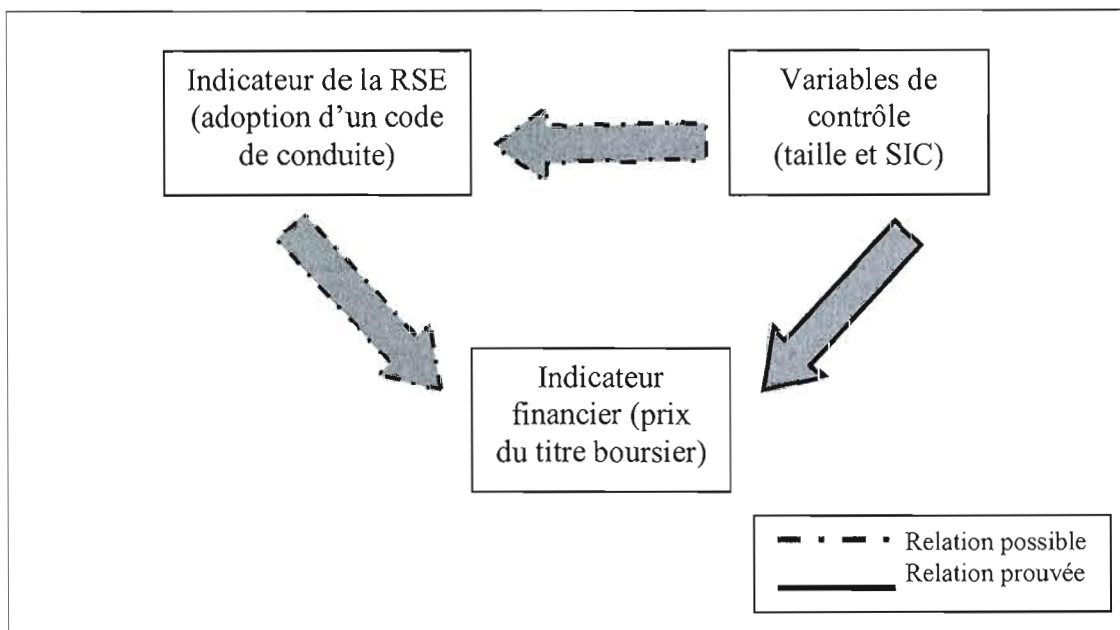 Indicateur de la RSE
(adoption d'un code
de conduite)
Variables de
contrôle
(taille et SIC)
Indicateur
financier (prix
du titre boursier)
Relation possible
Relation prouvée